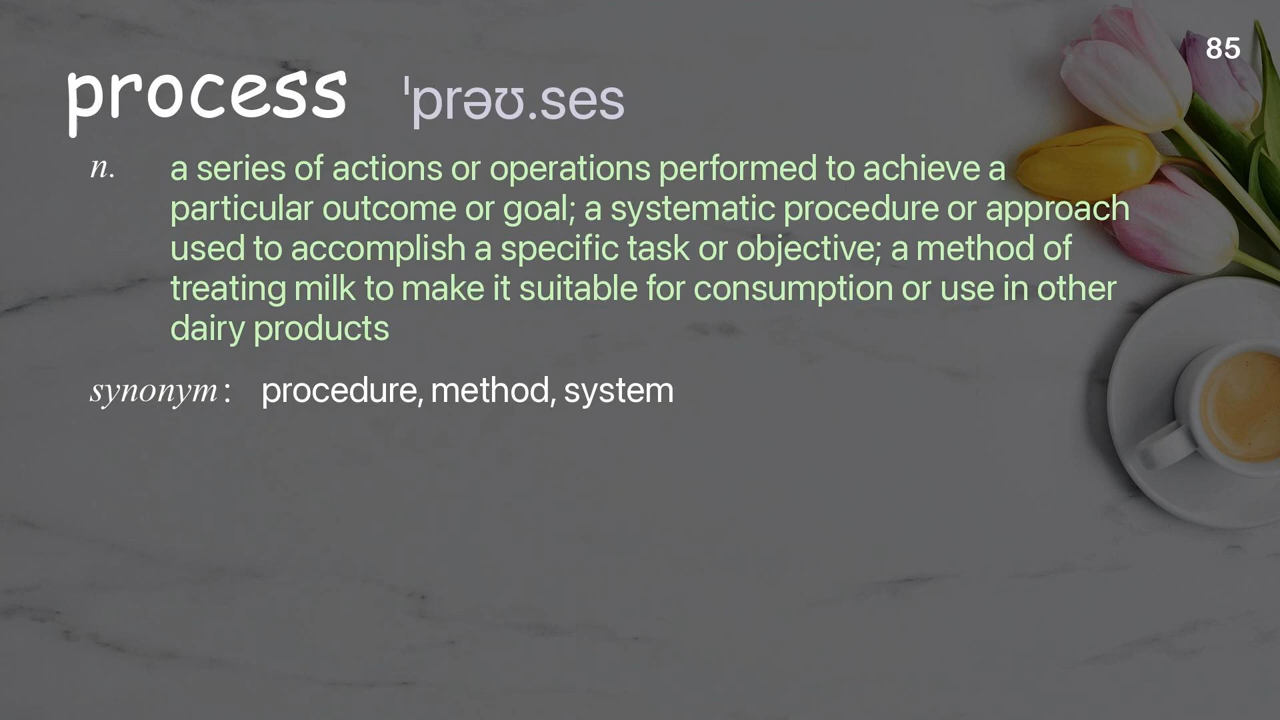 85
process ˈprəʊ.ses
n. a series of actions or operations performed to achieve a
particular outcome or goal; a systematic procedure or approach
used to accomplish a specific task or objective; a method of
treating milk to make it suitable for consumption or use in other
dairy products
synonym: procedure, method, system